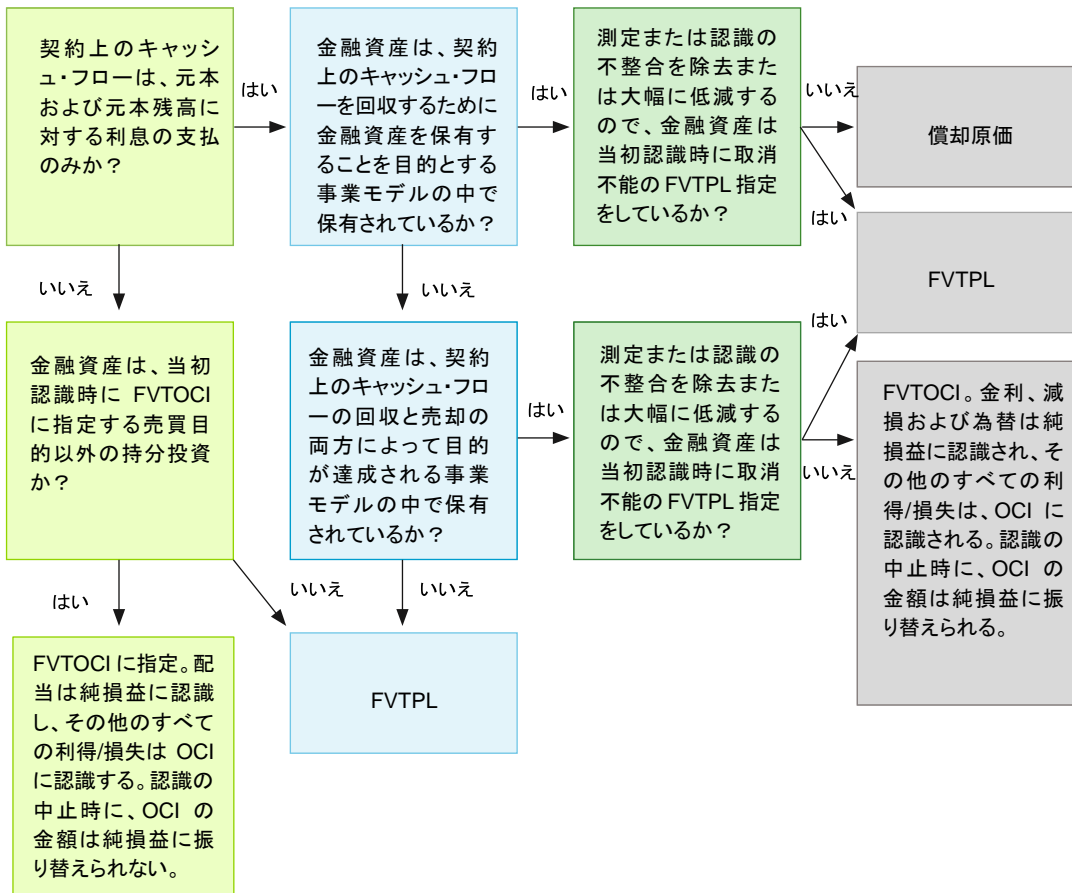 契約上のキャッシ
ュ・フローは、元本
および元本残高に
対する利息の支払
のみか？
はい
金融資産は、契約
上のキャッシュ・フロ
ーを回収するために
金融資産を保有す
ることを目的とする
事業モデルの中で
保有されているか？
はい
測定または認識の
不整合を除去また
は大幅に低減する
ので、金融資産は
当初認識時に取消
不能の FVTPL 指定
をしているか？
いいえ
償却原価
はい
FVTPL
いいえ
いいえ
はい
金融資産は、当初
認識時に FVTOCI
に指定する売買目
的以外の持分投資
か？
金融資産は、契約
上のキャッシュ・フロ
ーの回収と売却の
両方によって目的
が達成される事業
モデルの中で保有
されているか？
はい
測定または認識の
不整合を除去また
は大幅に低減する
ので、金融資産は
当初認識時に取消
不能の FVTPL 指定
をしているか？
いいえ
FVTOCI。金利、減
損および為替は純
損益に認識され、そ
の他のすべての利
得/損失は、OCI に
認識される。認識の
中止時に、OCI の
金額は純損益に振
り替えられる。
はい
いいえ
いいえ
FVTOCI に指定。配
当は純損益に認識
し、その他のすべて
の利得/損失は OCI
に認識する。認識の
中止時に、OCI の
金額は純損益に振
り替えられない。
FVTPL